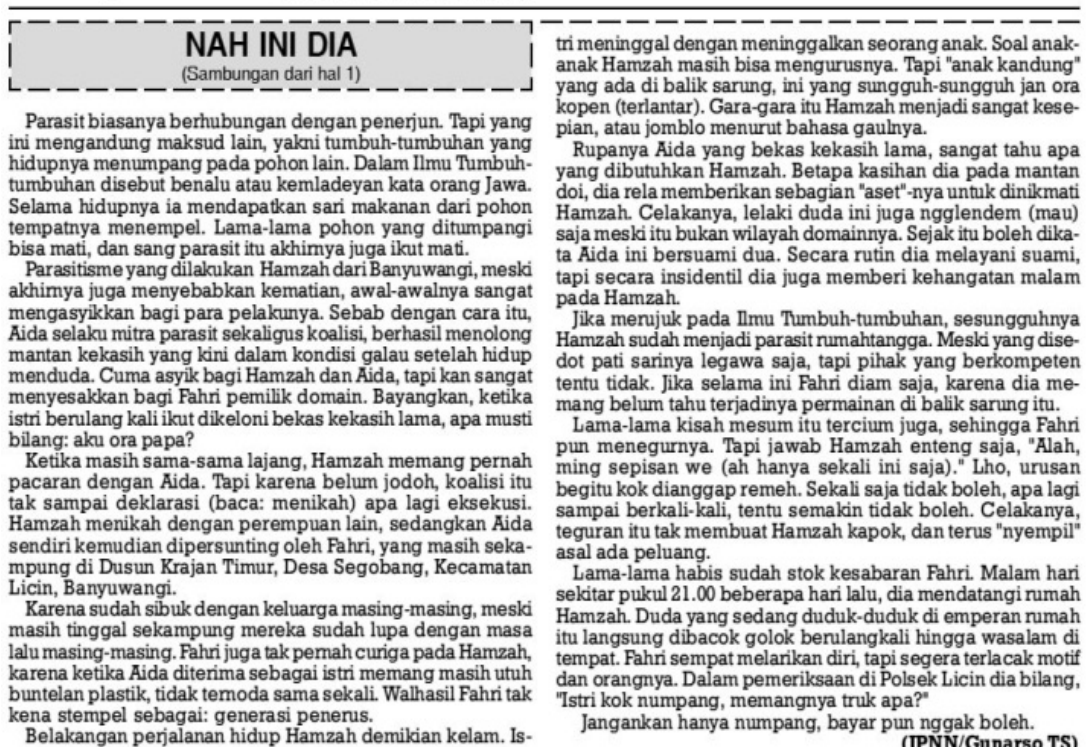 NAH INI DIA
(Sambungan dari hal 1)
Parasit biasanya berhubungan dengan penerjun. Tapi yang
ini mengandung maksud lain, yakni tumbuh-tumbuhan yang
hidupnya menumpang pada pohon lain. Dalam Ilmu Tumbuh-
tumbuhan disebut benalu atau kemladeyan kata orang Jawa.
Selama hidupnya ia mendapatkan sari makanan dari pohon
tempatnya menempel. Lama-lama pohon yang ditumpangi
bisa mati, dan sang parasit itu akhirnya juga ikut mati.
Parasitisme yang dilakukan Hamzah dari Banyuwangi, meski
akhirnya juga menyebabkan kematian, awal-awalnya sangat
mengasyikkan bagi para pelakunya. Sebab dengan cara itu,
Aida selaku mitra parasit sekaligus koalisi, berhasil menolong
mantan kekasih yang kini dalam kondisi galau setelah hidup
menduda. Cuma asyik bagi Hamzah dan Aida, tapi kan sangat
menyesakkan bagi Fahri pemilik domain. Bayangkan, ketika
istri berulang kali ikut dikeloni bekas kekasih lama, apa musti
bilang: aku ora papa?
Ketika masih sama-sama lajang, Hamzah memang pernah
pacaran dengan Aida. Tapi karena belum jodoh, koalisi itu
tak sampai deklarasi (baca: menikah) apa lagi eksekusi.
Hamzah menikah dengan perempuan lain, sedangkan Aida
sendiri kemudian dipersunting oleh Fahri, yang masih seka-
mpung di Dusun Krajan Timur, Desa Segobang, Kecamatan
Licin, Banyuwangi.
Karena sudah sibuk dengan keluarga masing-masing, meski
masih tinggal sekampung mereka sudah lupa dengan masa
lalu masing-masing. Fahri juga tak pernah curiga pada Hamzah,
karena ketika Aida diterima sebagai istri memang masih utuh
buntelan plastik, tidak ternoda sama sekali. Walhasil Fahri tak
kena stempel sebagai: generasi penerus.
Belakangan perjalanan hidup Hamzah demikian kelam. Is-
tri meninggal dengan meninggalkan seorang anak. Soal anak-
anak Hamzah masih bisa mengurusnya. Tapi "anak kandung"
yang ada di balik sarung, ini yang sungguh-sungguh jan ora
kopen (terlantar). Gara-gara itu Hamzah menjadi sangat kese-
pian, atau jomblo menurut bahasa gaulnya.
Rupanya Aida yang bekas kekasih lama, sangat tahu apa
yang dibutuhkan Hamzah. Betapa kasihan dia pada mantan
doi, dia rela memberikan sebagian "aset"-nya untuk dinikmati
Hamzah. Celakanya, lelaki duda ini juga ngglendem (mau)
saja meski itu bukan wilayah domainnya. Sejak itu boleh dika-
ta Aida ini bersuami dua. Secara rutin dia melayani suami,
tapi secara insidentil dia juga memberi kehangatan malam
pada Hamzah.
Jika merujuk pada Ilmu Tumbuh-tumbuhan, sesungguhnya
Hamzah sudah menjadi parasit rumahtangga. Meski yang dise-
dot pati sarinya legawa saja, tapi pihak yang berkompeten
tentu tidak. Jika selama ini Fahri diam saja, karena dia me-
mang belum tahu terjadinya permainan di balik sarung itu.
Lama-lama kisah mesum itu tercium juga, sehingga Fahri
pun menegurnya. Tapi jawab Hamzah enteng saja, "Alah,
ming sepisan we (ah hanya sekali ini saja)." Lho, urusan
begitu kok dianggap remeh. Sekali saja tidak boleh, apa lagi
sampai berkali-kali, tentu semakin tidak boleh. Celakanya,
teguran itu tak membuat Hamzah kapok, dan terus "nyempil"
asal ada peluang.
Lama-lama habis sudah stok kesabaran Fahri. Malam hari
sekitar pukul 21.00 beberapa hari lalu, dia mendatangi rumah
Hamzah. Duda yang sedang duduk-duduk di emperan rumah
itu langsung dibacok golok berulangkali hingga wasalam di
tempat. Fahri sempat melarikan diri, tapi segera terlacak motif
dan orangnya. Dalam pemeriksaan di Polsek Licin dia bilang,
"Istri kok numpang, memangnya truk apa?"
Jangankan hanya numpang, bayar pun nggak boleh.
(JPNN/Gunarso TS)